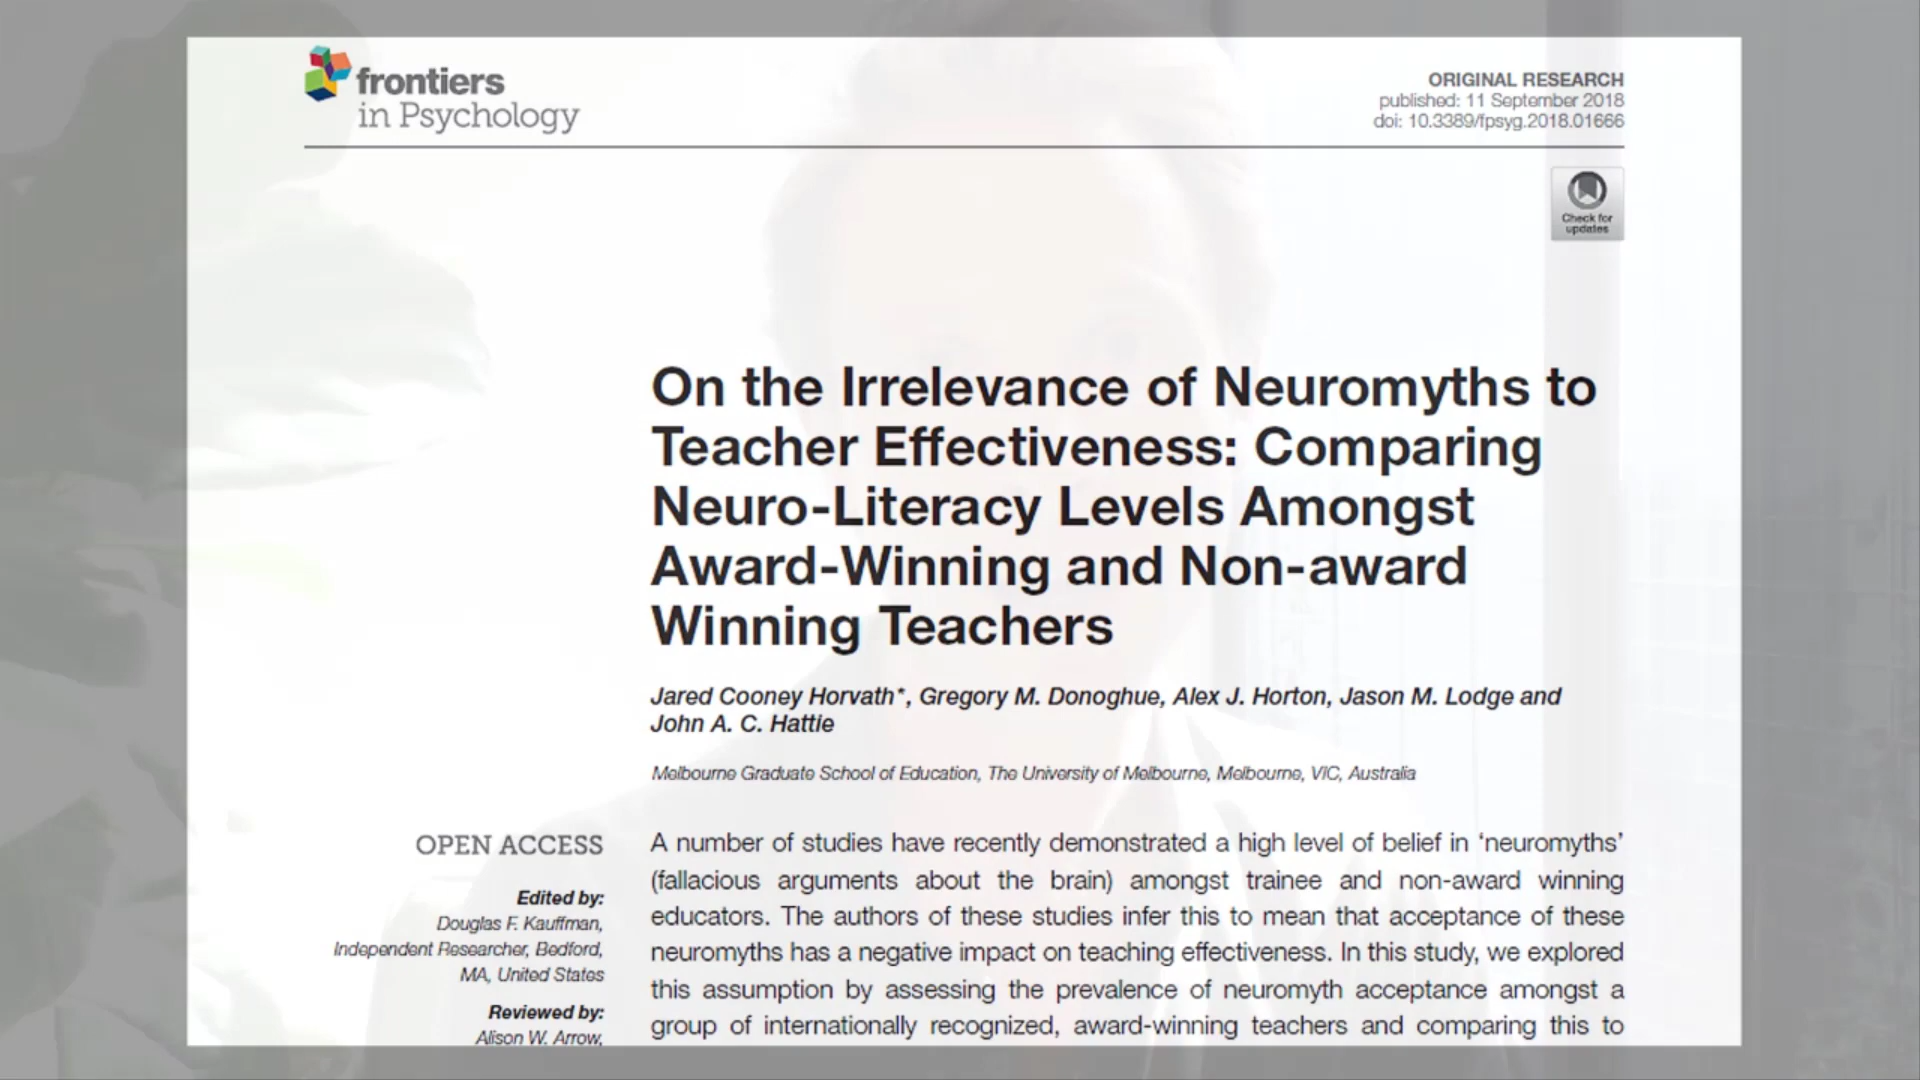 frontiers
in Psychology
ORIGINAL RESEARCH
published: 11 September 2018
doi: 10.3389/fpsyg.2018.01666
Check for
updates
On the Irrelevance of Neuromyths to
Teacher Effectiveness: Comparing
Neuro-Literacy Levels Amongst
Award-Winning and Non-award
Winning Teachers
Jared Cooney Horvath*, Gregory M. Donoghue, Alex J. Horton, Jason M. Lodge and
John A. C. Hattie
Melbourne Graduate School of Education, The University of Melbourne, Melbourne, VIC, Australia
OPEN ACCESS
Edited by:
Douglas F. Kauffman,
Independent Researcher, Bedford,
MA, United States
Reviewed by:
Alison W. Arrow,
A number of studies have recently demonstrated a high level of belief in ‘neuromyths’
(fallacious arguments about the brain) amongst trainee and non-award winning
educators. The authors of these studies infer this to mean that acceptance of these
neuromyths has a negative impact on teaching effectiveness. In this study, we explored
this assumption by assessing the prevalence of neuromyth acceptance amongst a
group of internationally recognized, award-winning teachers and comparing this to